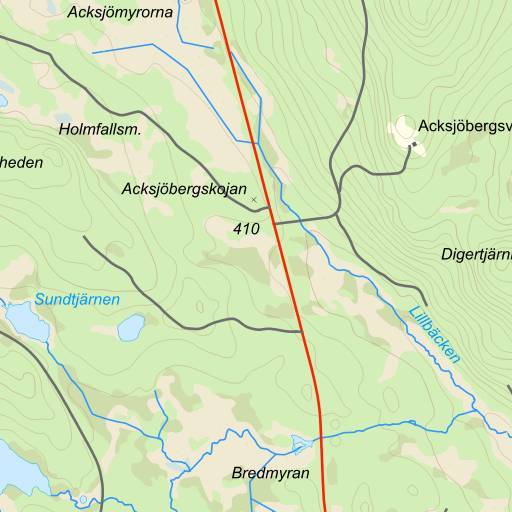 Acksjömyrorna
Acksjöbergsv
Holmfallsm.
heden
Acksjöbergskojan
410
Digertjärn
Sundtjärnen
Lillbäcken
Bredmyran